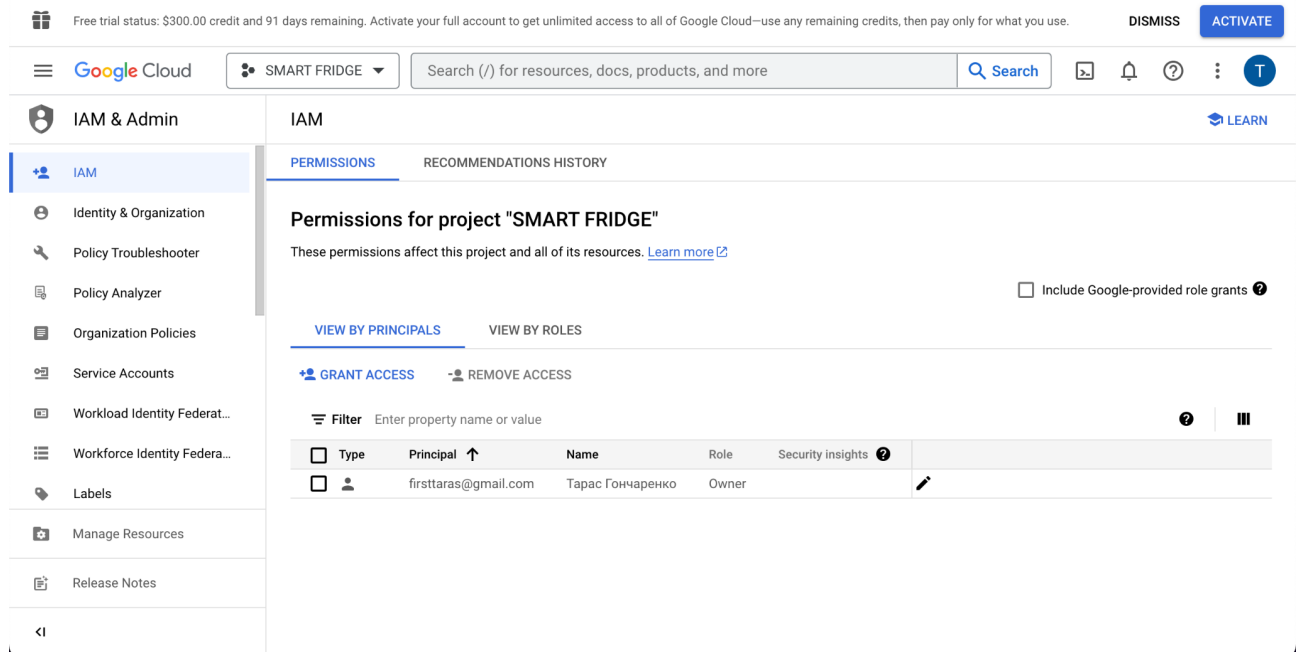 Free trial status: $300.00 credit and 91 days remaining. Activate your full account to get unlimited access to all of Google Cloud—use any remaining credits, then pay only for what you use.
DISMISS
ACTIVATE
Google Cloud
SMART FRIDGE
Search (/) for resources, docs, products, and more
Search
T
IAM & Admin
IAM
Identity & Organization
Policy Troubleshooter
Policy Analyzer
Organization Policies
Service Accounts
Workload Identity Federat...
Workforce Identity Federa...
Labels
Manage Resources
Release Notes
IAM
LEARN
PERMISSIONS
RECOMMENDATIONS HISTORY
Permissions for project "SMART FRIDGE"
These permissions affect this project and all of its resources. Learn more
Include Google-provided role grants
VIEW BY PRINCIPALS
VIEW BY ROLES
GRANT ACCESS
REMOVE ACCESS
Filter Enter property name or value
Type Principal Name Role Security insights
firsttaras@gmail.com Тарас Гончаренко Owner